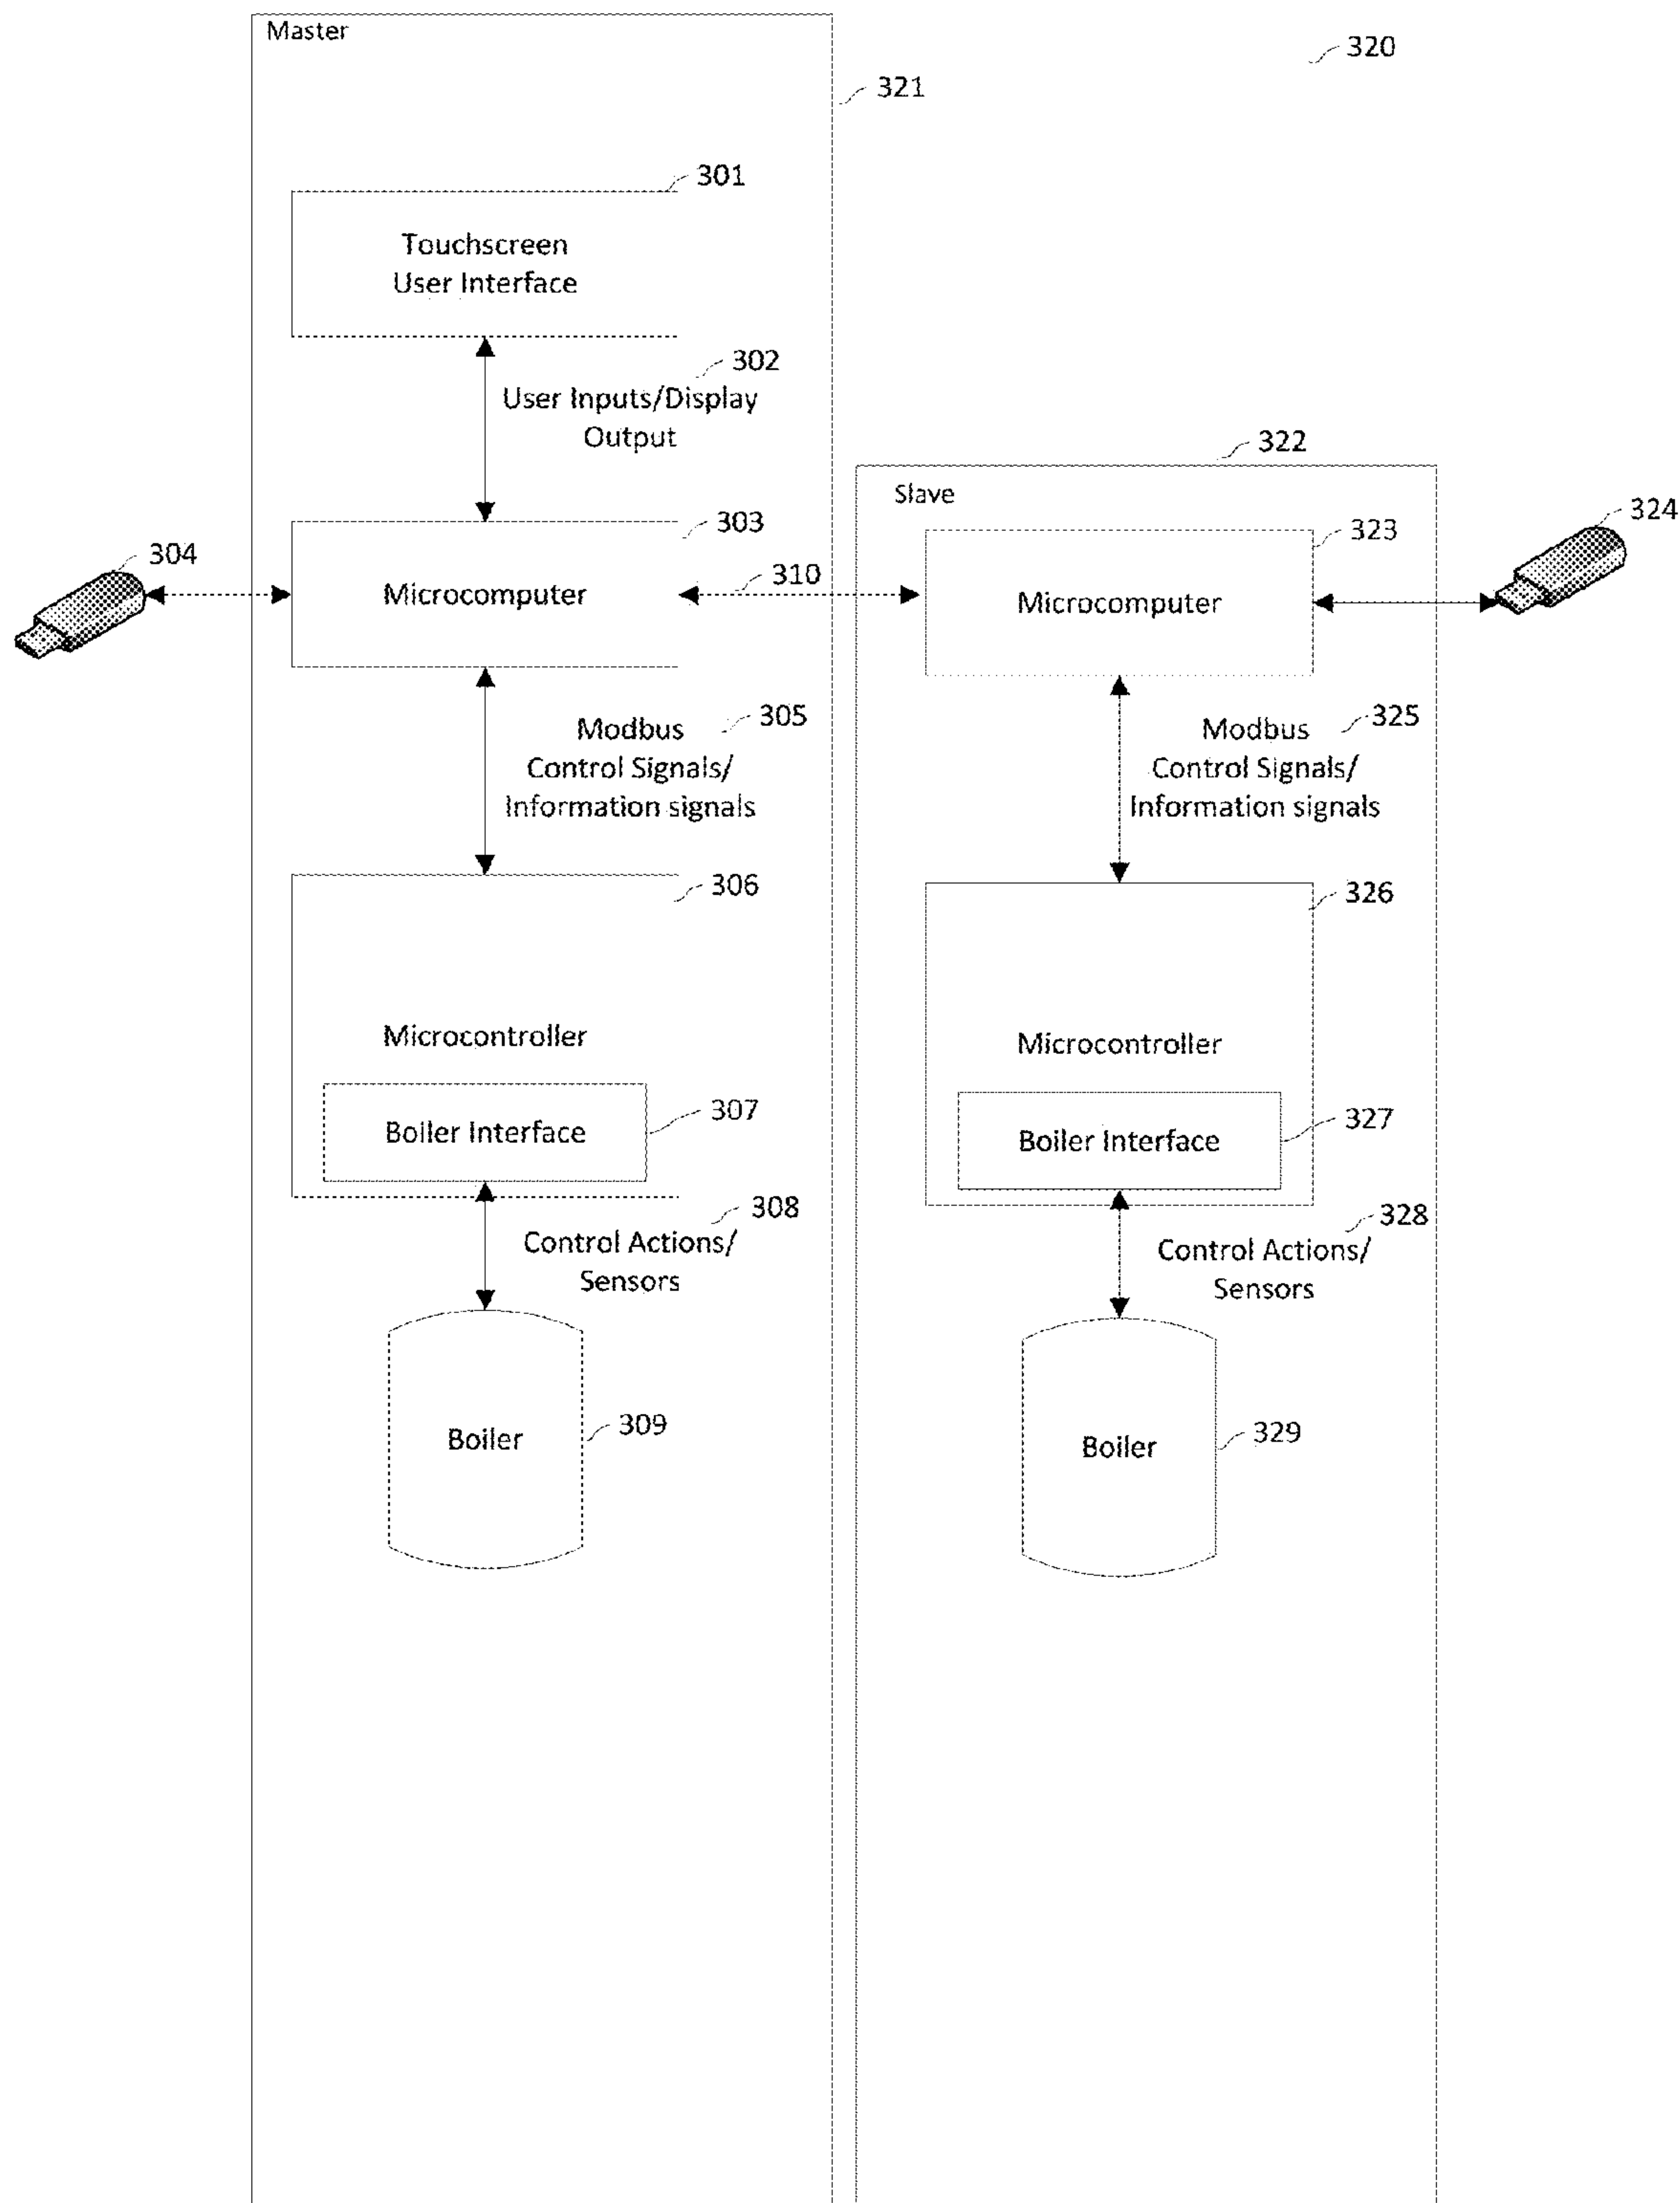 Master
320
321
301
Touchscreen
User Interface
302
User Inputs/Display
Output
322
Slave
303
323
324
304
310
Microcomputer
Microcomputer
305
Modbus
Control Signals/
Information signals
325
Modbus
Control Signals/
Information signals
306
326
Microcontroller
Microcontroller
307
Boiler Interface
327
Boiler Interface
308
Control Actions/
Sensors
328
Control Actions/
Sensors
309
Boiler
329
Boiler